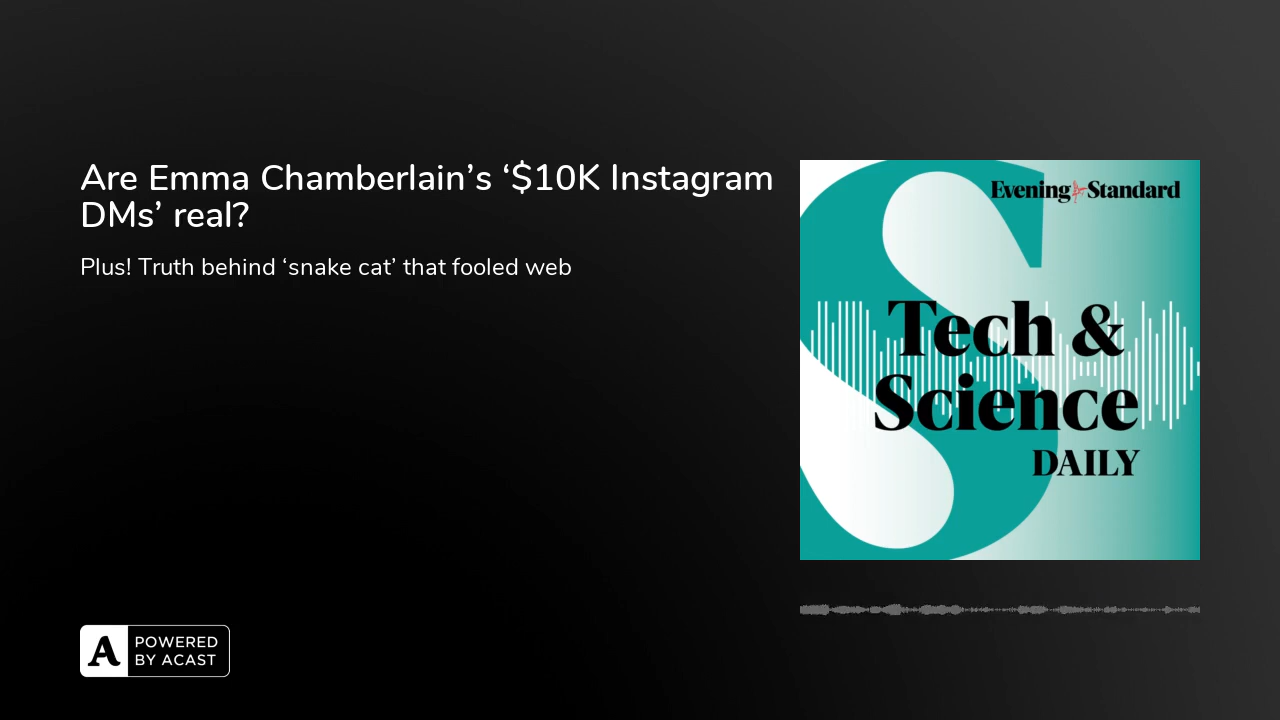 Are Emma Chamberlain’s ‘$10K Instagram
DMs’ real?
Plus! Truth behind ‘snake cat’ that fooled web
Evening Standard
Tech &
Science
DAILY
A
POWERED
BY ACAST